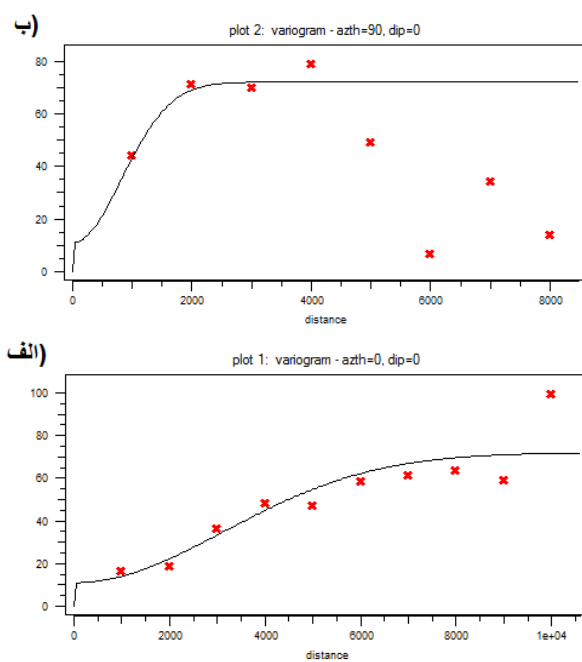 ب)
plot 2: variogram - azth=90, dip=0
80
60
40
20
0
0 2000 4000 6000 8000
distance
الف)
plot 1: variogram - azth=0, dip=0
100
80
60
40
20
0
0 2000 4000 6000 8000 1e+04
distance